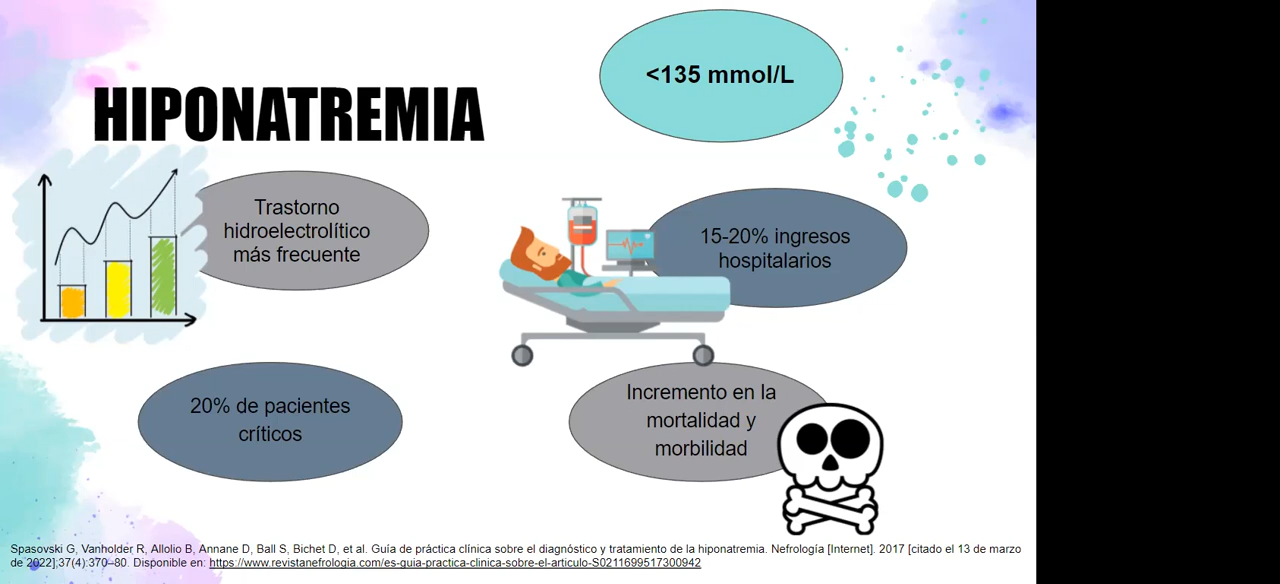 <135 mmol/L
HIPONATREMIA
Trastorno
hidroelectrolítico
más frecuente
15-20% ingresos
hospitalarios
20% de pacientes
críticos
Incremento en la
mortalidad y
morbilidad
Spasovski G, Vanholder R, Allolio B, Annane D, Ball S, Bichet D, et al. Guía de práctica clínica sobre el diagnóstico y tratamiento de la hiponatremia. Nefrología [Internet]. 2017 [citado el 13 de marzo
de 2022];37(4):370–80. Disponible en: https://www.revistanefrologia.com/es-guia-practica-clinica-sobre-el-articulo-S0211699517300942